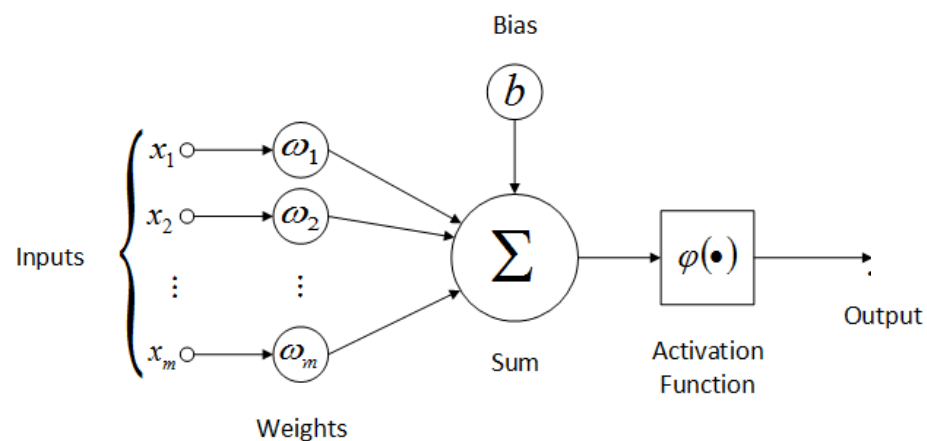 Bias
b
x₁ ω₁
x₂ ω₂
Inputs
⋮ ⋮
Σ
φ(•)
xₘ ωₘ
Output
Sum
Activation
Function
Weights